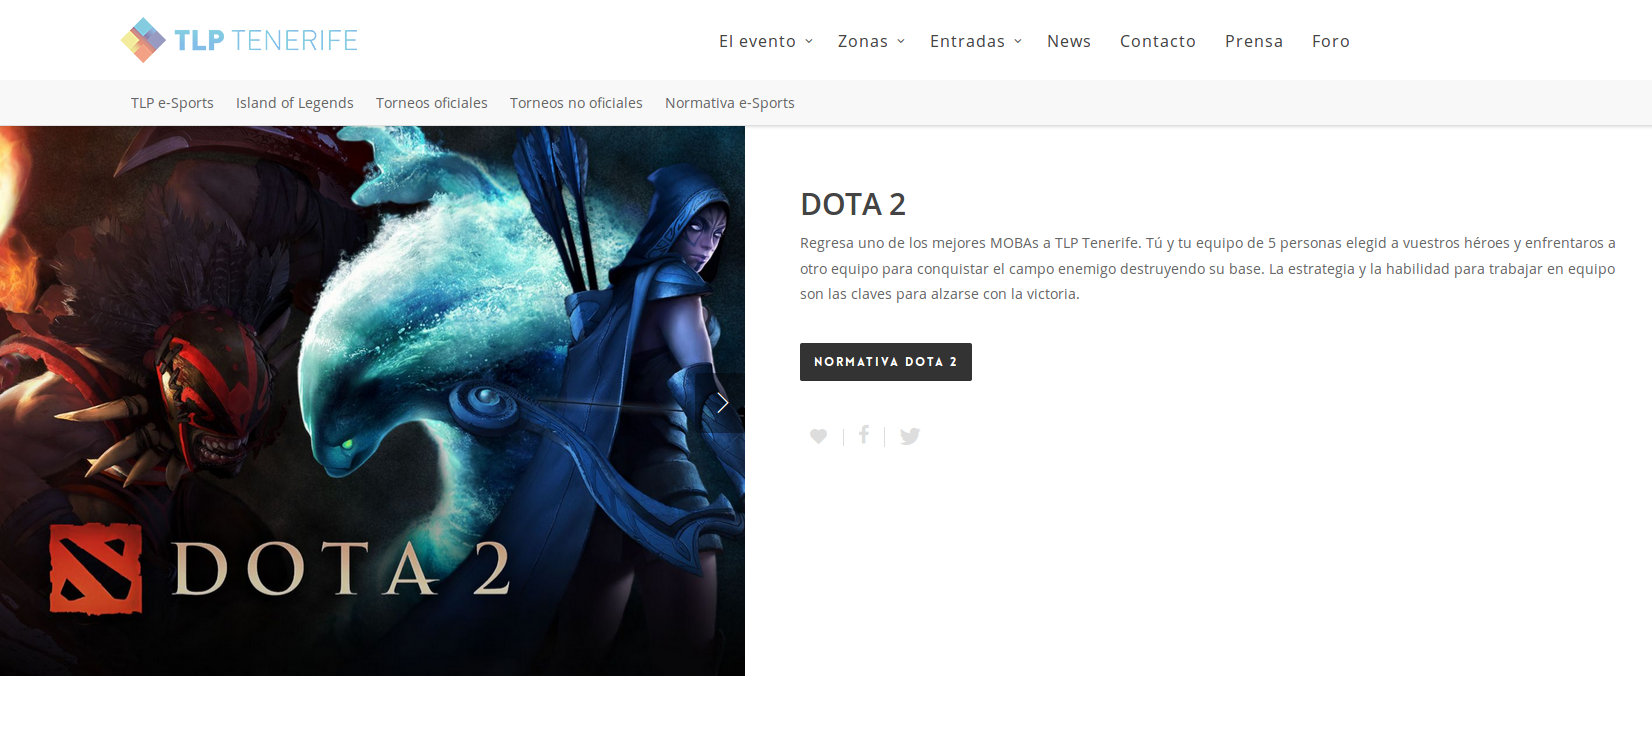 TLP TENERIFE
El evento
Zonas
Entradas
News
Contacto
Prensa
Foro
TLP e-Sports
Island of Legends
Torneos oficiales
Torneos no oficiales
Normativa e-Sports
DOTA 2
DOTA 2
Regresa uno de los mejores MOBAs a TLP Tenerife. Tú y tu equipo de 5 personas elegid a vuestros héroes y enfrentaros a
otro equipo para conquistar el campo enemigo destruyendo su base. La estrategia y la habilidad para trabajar en equipo
son las claves para alzarse con la victoria.
NORMATIVA DOTA 2